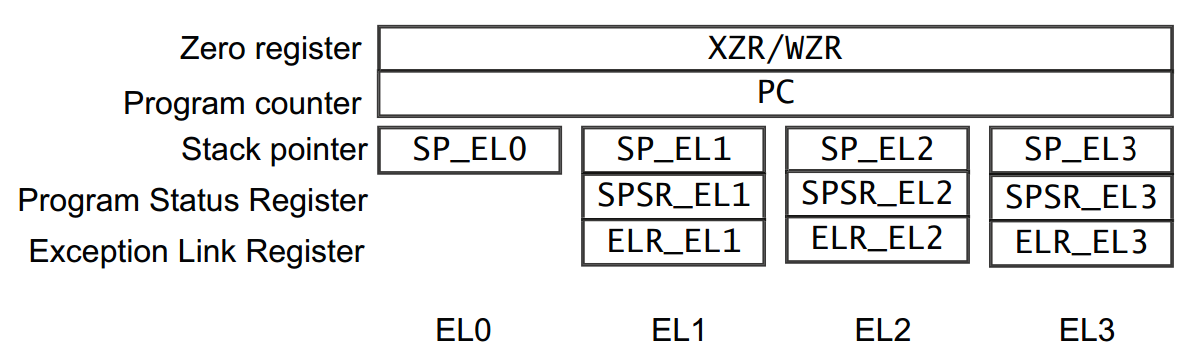 Zero register XZR/WZR
Program counter PC
Stack pointer SP_EL0 SP_EL1 SP_EL2 SP_EL3
Program Status Register SPSR_EL1 SPSR_EL2 SPSR_EL3
Exception Link Register ELR_EL1 ELR_EL2 ELR_EL3
EL0 EL1 EL2 EL3